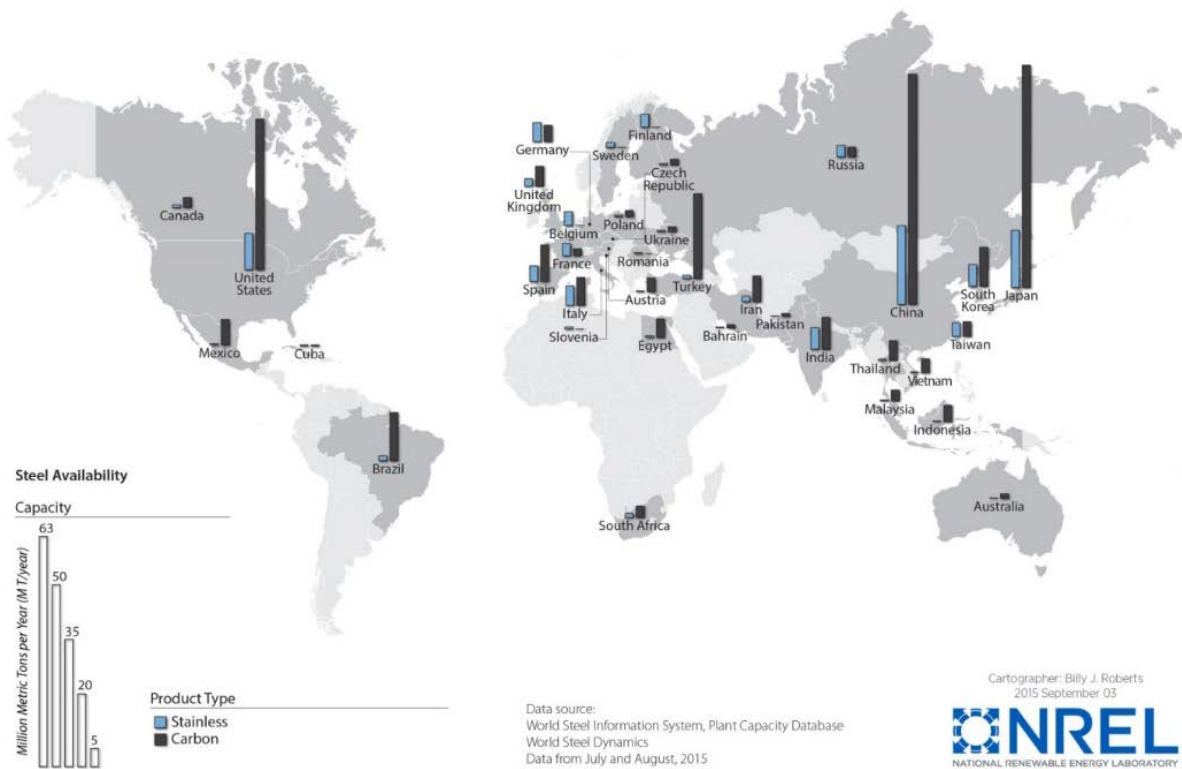 Finland
Germany
Sweden
Russia
Czech
Republic
United
Kingdom
Canada
Poland
Belgium
Ukraine
France
Romania
United
States
Spain
Turkey
South
Korea
Japan
Italy
Austria
Iran
China
Pakistan
Slovenia
Egypt
Bahrain
India
Taiwan
Mexico
Cuba
Thailand
Vietnam
Malaysia
Indonesia
Brazil
Australia
South Africa
Steel Availability
Capacity
63
50
35
20
5
Million Metric Tons per Year (MT/year)
Product Type
Stainless
Carbon
Data source:
World Steel Information System, Plant Capacity Database
World Steel Dynamics
Data from July and August, 2015
Cartographer: Billy J. Roberts
2015 September 03
NREL
NATIONAL RENEWABLE ENERGY LABORATORY